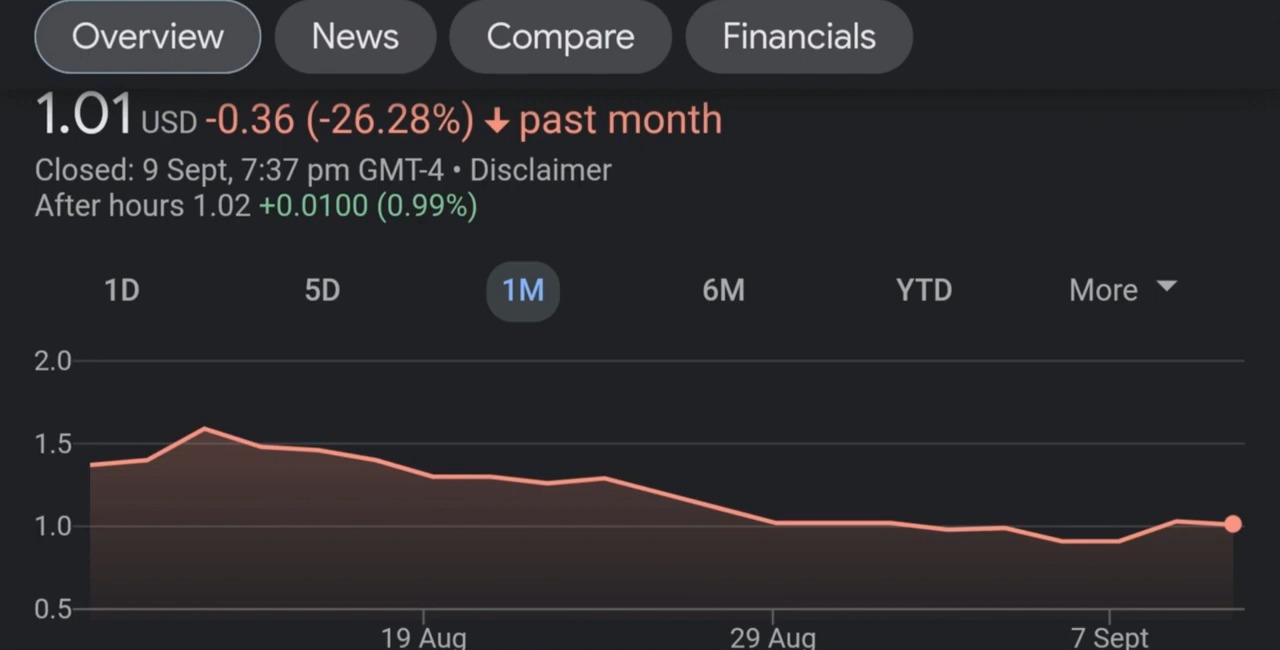 Overview News Compare Financials
1.01 USD -0.36 (-26.28%) ↓ past month
Closed: 9 Sept, 7:37 pm GMT-4 • Disclaimer
After hours 1.02 +0.0100 (0.99%)
1D 5D 1M 6M YTD More
2.0
1.5
1.0
0.5
19 Aug 29 Aug 7 Sept